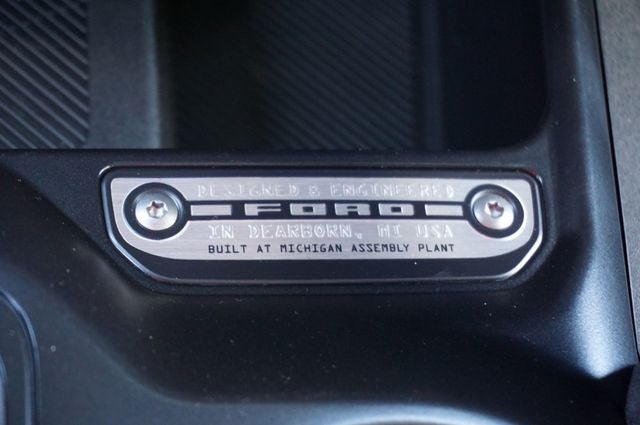 DESIGNED & ENGINEERED
FORD
IN DEARBORN, MI USA
BUILT AT MICHIGAN ASSEMBLY PLANT